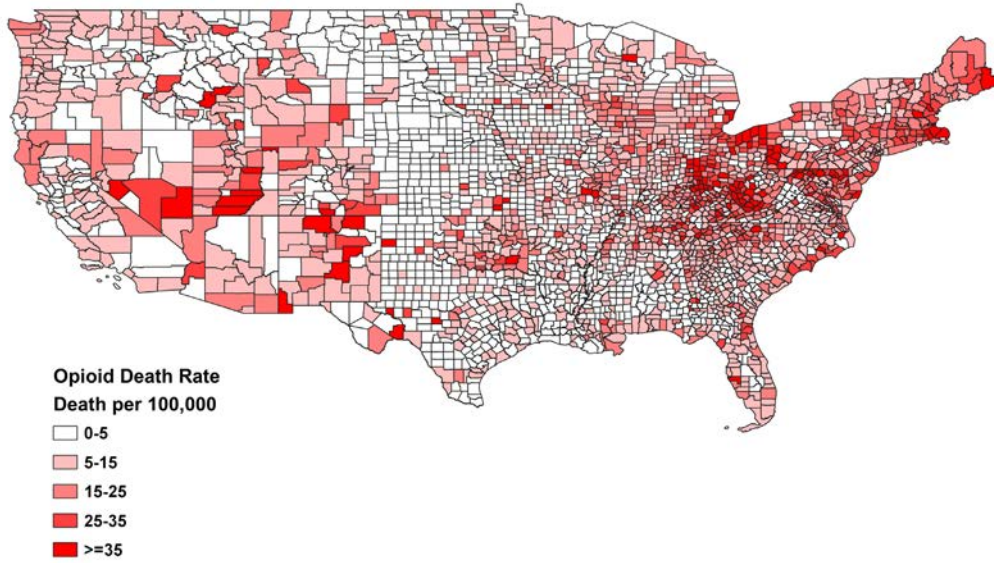 Opioid Death Rate
Death per 100,000
0-5
5-15
15-25
25-35
>=35